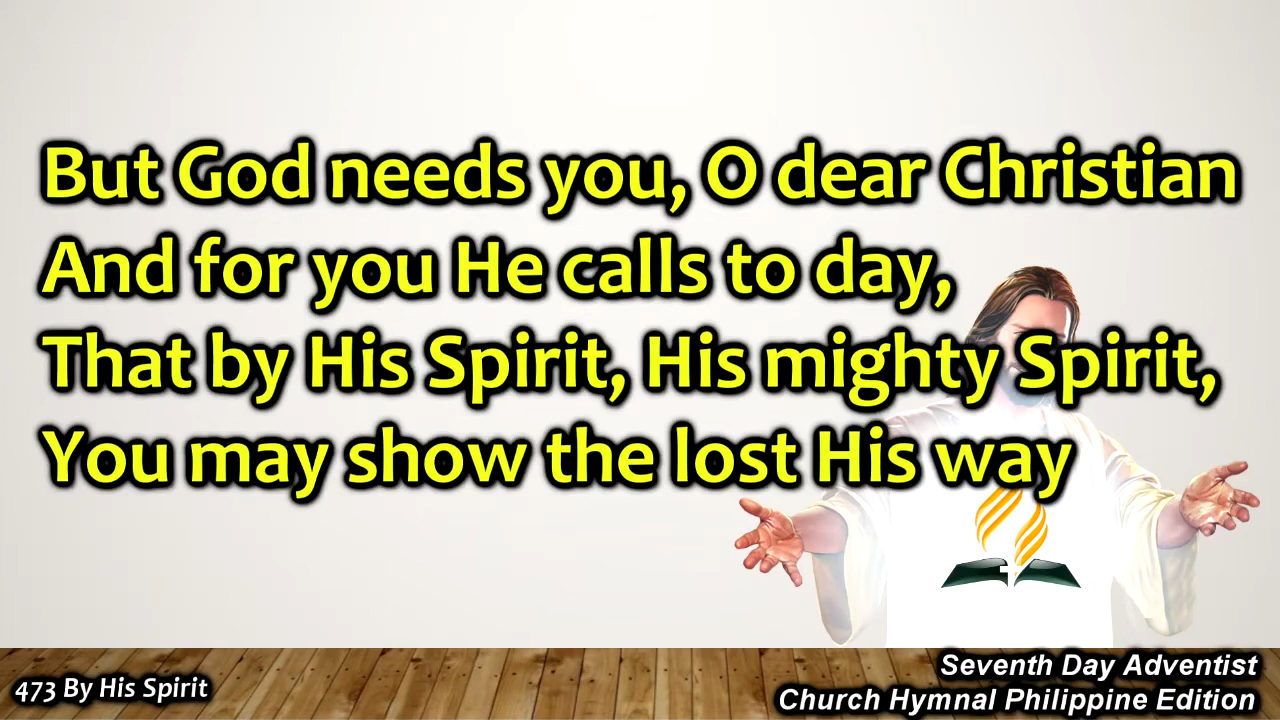 But God needs you, O dear Christian
And for you He calls to day,
That by His Spirit, His mighty Spirit,
You may show the lost His way
473 By His Spirit
Seventh Day Adventist
Church Hymnal Philippine Edition